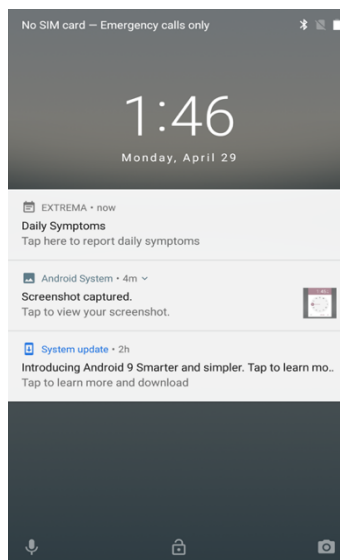 No SIM card — Emergency calls only
1:46
Monday, April 29
EXTREMA • now
Daily Symptoms
Tap here to report daily symptoms
Android System • 4m
Screenshot captured.
Tap to view your screenshot.
System update • 2h
Introducing Android 9 Smarter and simpler. Tap to learn mo..
Tap to learn more and download